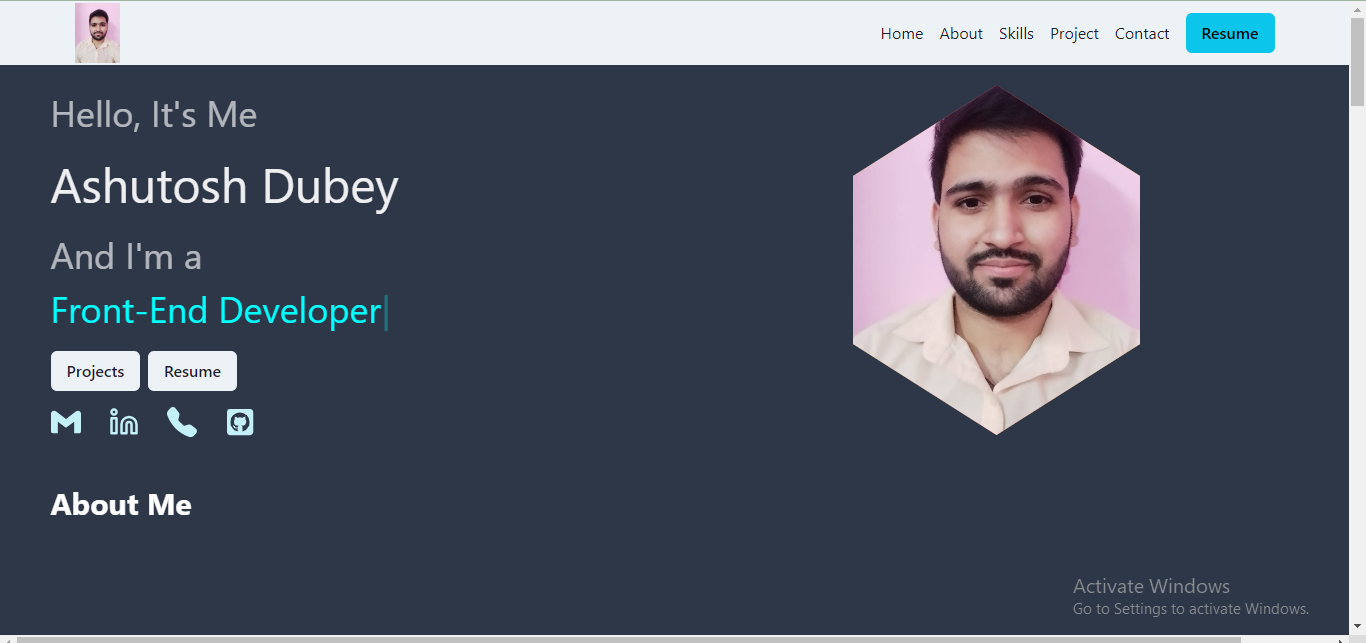 Home About Skills Project Contact Resume
Hello, It's Me
Ashutosh Dubey
And I'm a
Front-End Developer
Projects Resume
About Me
Activate Windows
Go to Settings to activate Windows.